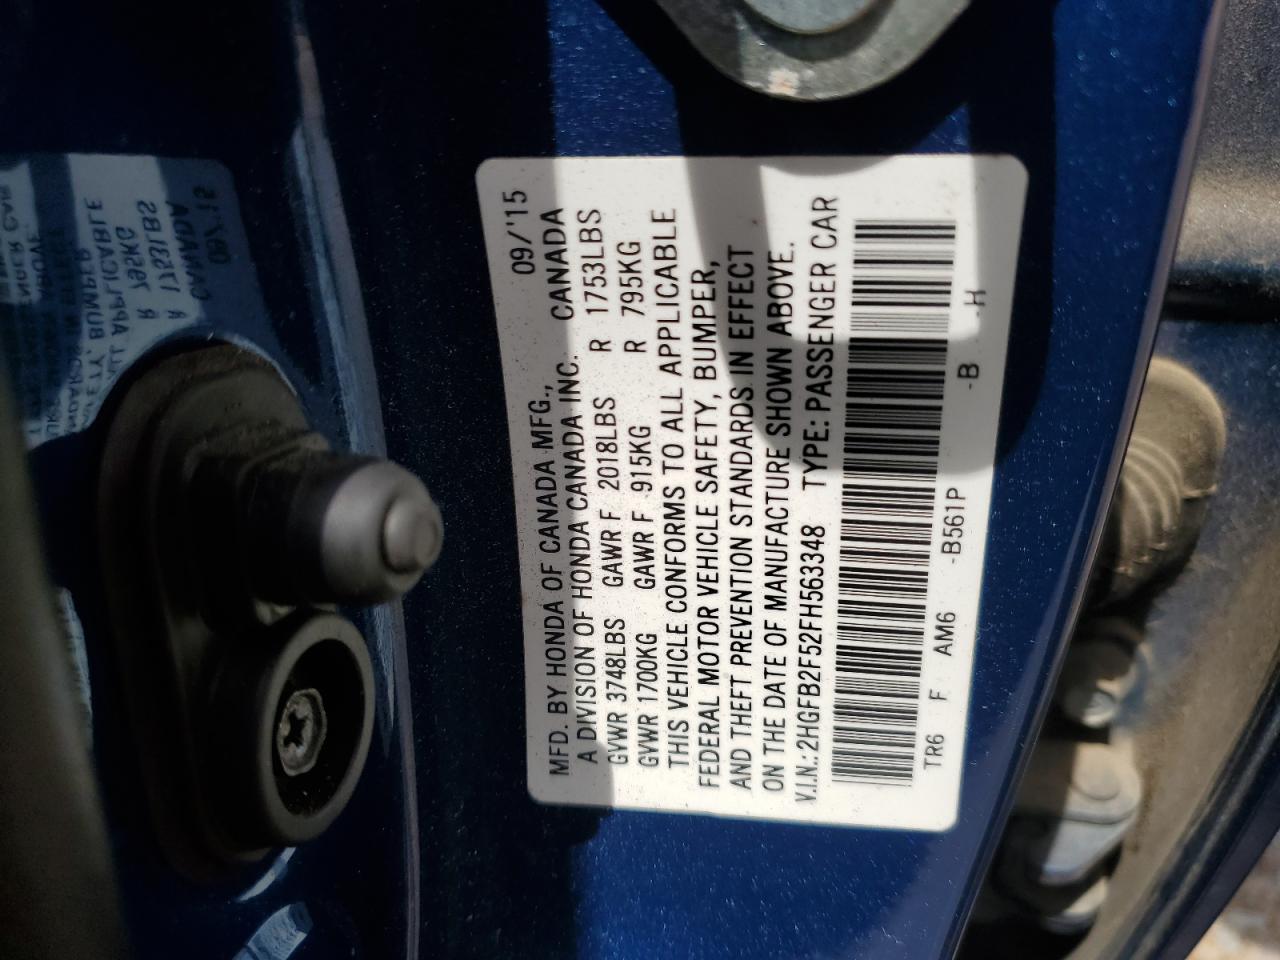 MFD. BY HONDA OF CANADA MFG., 09/'15
A DIVISION OF HONDA CANADA INC. CANADA
GVWR 3748LBS GAWR F 2018LBS R 1753LBS
GVWR 1700KG GAWR F 915KG R 795KG
THIS VEHICLE CONFORMS TO ALL APPLICABLE
FEDERAL MOTOR VEHICLE SAFETY, BUMPER,
AND THEFT PREVENTION STANDARDS IN EFFECT
ON THE DATE OF MANUFACTURE SHOWN ABOVE.
V.I.N.:2HGFB2F52FH563348 TYPE:PASSENGER CAR
TR6 F AM6 -B561P -B -H